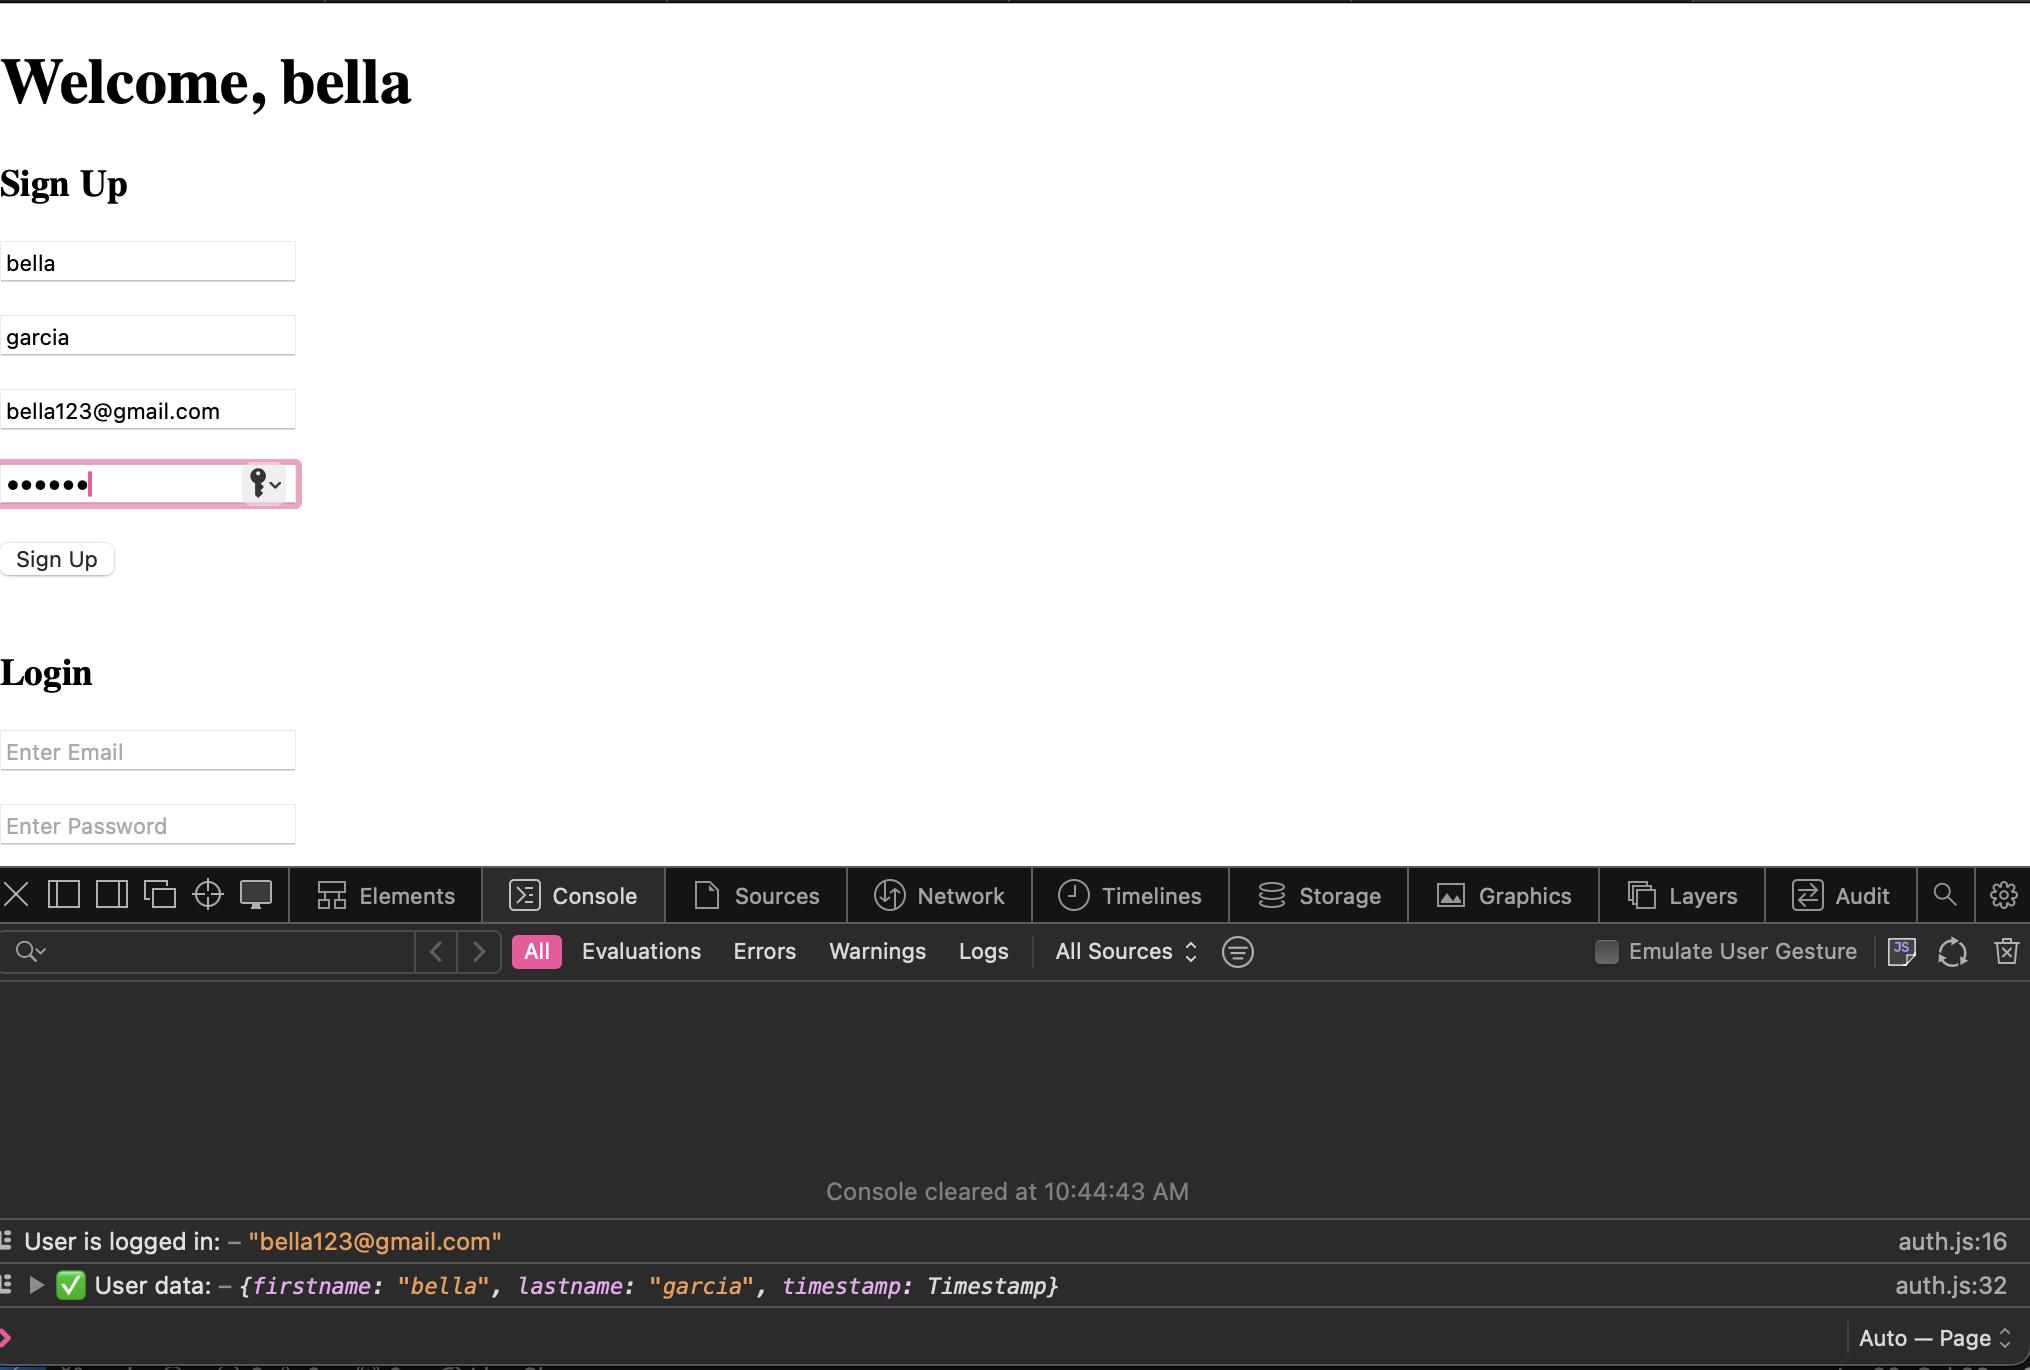 Welcome, bella
Sign Up
bella
garcia
bella123@gmail.com
••••••
Sign Up
Login
Enter Email
Enter Password
Elements Console Sources Network Timelines Storage Graphics Layers Audit
All Evaluations Errors Warnings Logs All Sources Emulate User Gesture JS
Console cleared at 10:44:43 AM
User is logged in: – "bella123@gmail.com" auth.js:16
✅ User data: – {firstname: "bella", lastname: "garcia", timestamp: Timestamp} auth.js:32
Auto — Page